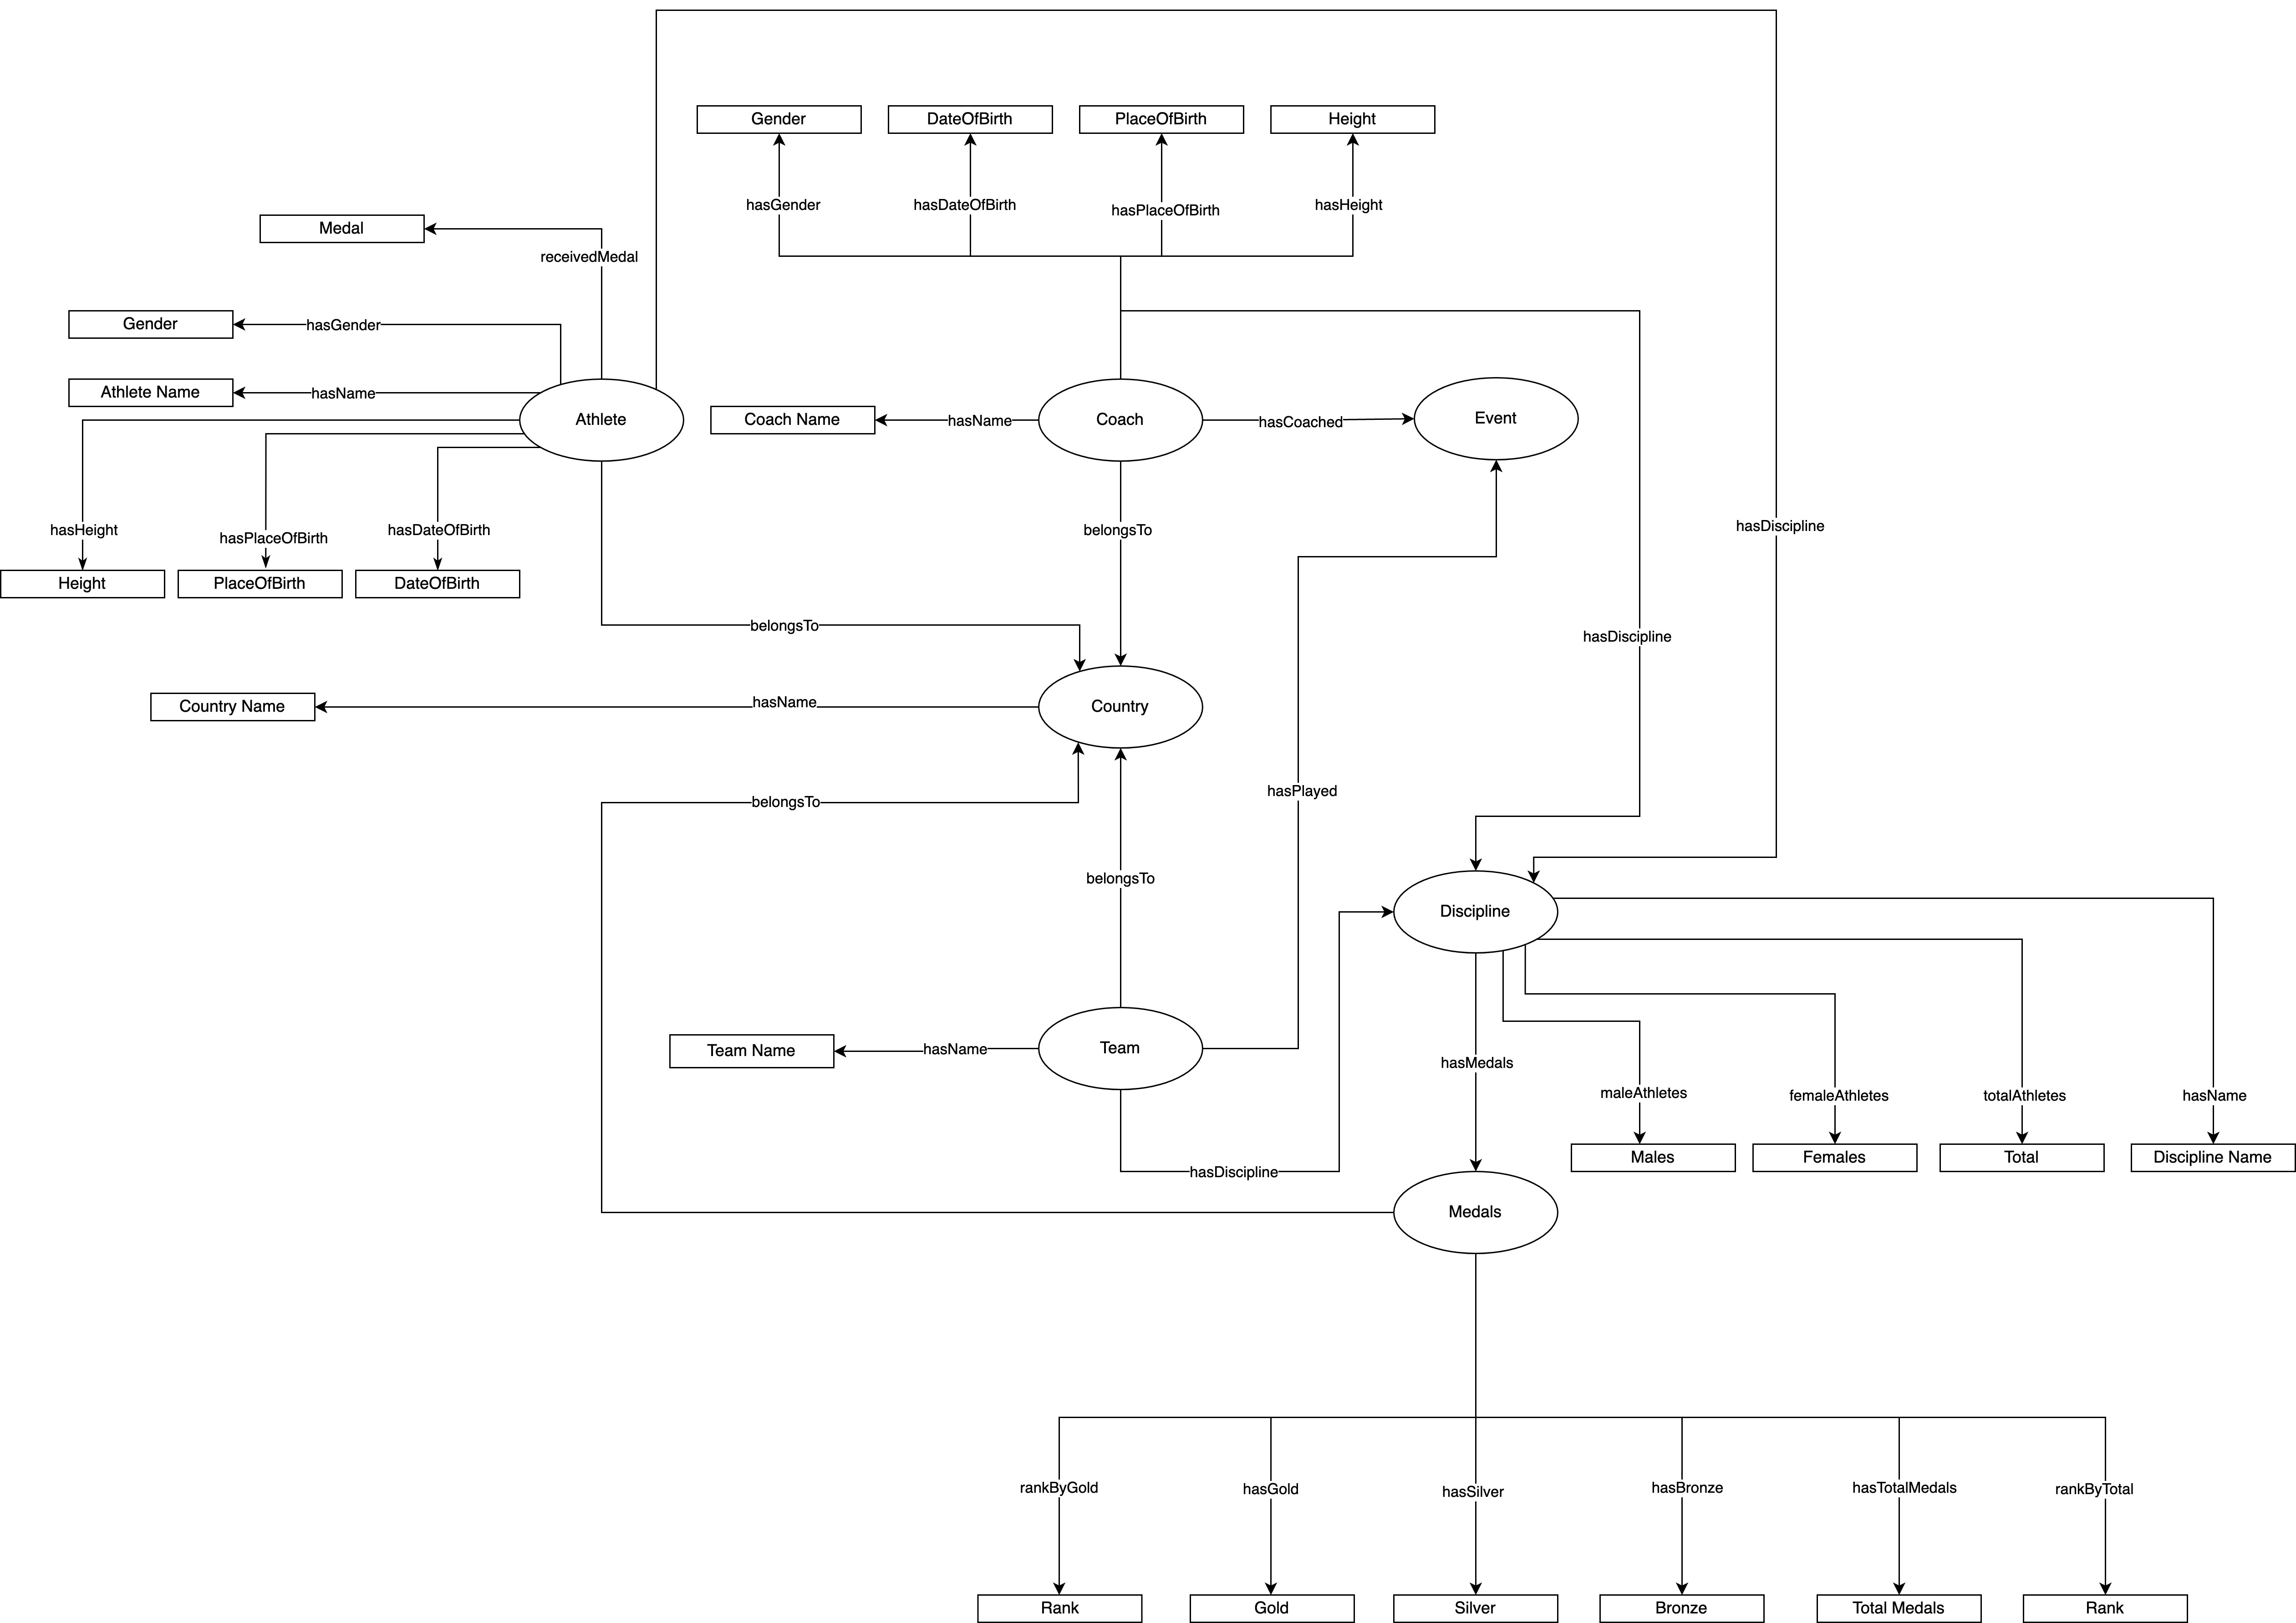 Gender
DateOfBirth
PlaceOfBirth
Height
hasGender
hasDateOfBirth
hasPlaceOfBirth
hasHeight
Medal
receivedMedal
Gender
hasGender
Athlete Name
hasName
Athlete
Coach Name
hasName
Coach
hasCoached
Event
hasHeight
hasPlaceOfBirth
hasDateOfBirth
belongsTo
hasDiscipline
Height
PlaceOfBirth
DateOfBirth
belongsTo
hasDiscipline
Country Name
hasName
Country
belongsTo
hasPlayed
belongsTo
Discipline
Team Name
hasName
Team
hasMedals
maleAthletes
femaleAthletes
totalAthletes
hasName
Males
Females
Total
Discipline Name
hasDiscipline
Medals
rankByGold
hasGold
hasSilver
hasBronze
hasTotalMedals
rankByTotal
Rank
Gold
Silver
Bronze
Total Medals
Rank